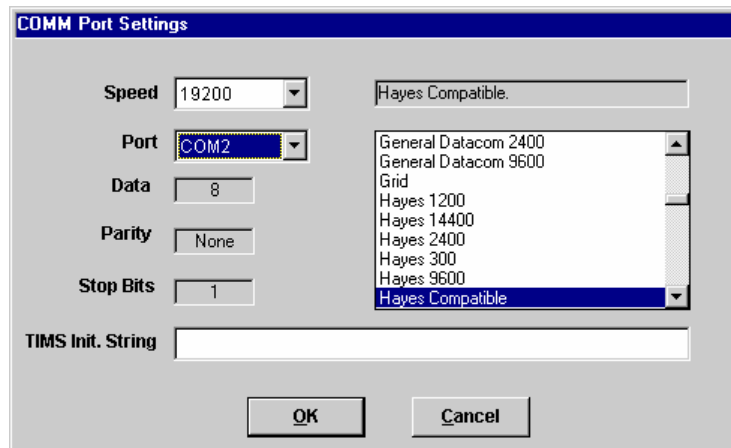 COMM Port Settings
Speed 19200
Hayes Compatible.
Port COM2
Data 8
Parity None
Stop Bits 1
General Datacom 2400
General Datacom 9600
Grid
Hayes 1200
Hayes 14400
Hayes 2400
Hayes 300
Hayes 9600
Hayes Compatible
TIMS Init. String
OK Cancel